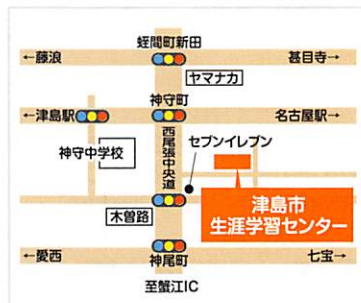 蛭間町新田
←藤浪
甚目寺→
ヤマナカ
←津島駅
神守町
名古屋駅→
神守中学校
西尾張中央道
セブンイレブン
木曽路
津島市
生涯学習センター
←愛西
神尾町
七宝→
至蟹江IC